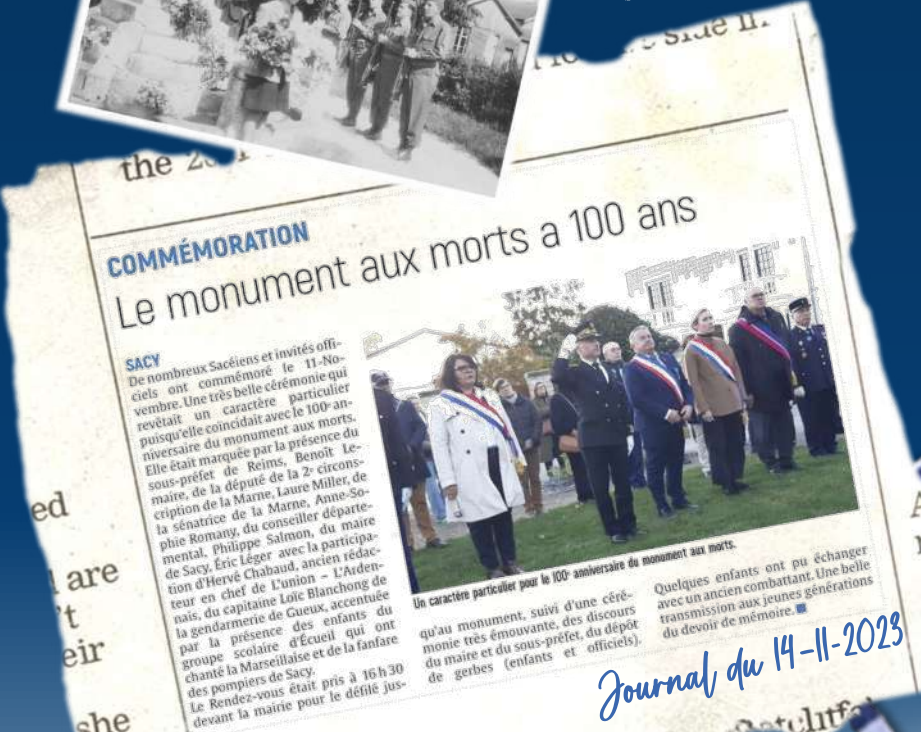 side in
the
COMMÉMORATION
Le monument aux morts a 100 ans
SACY
De nombreux Sacéiens et invités offi-
ciels ont commémoré le 11-No-
vembre. Une très belle cérémonie qui
revêtait un caractère particulier
puisqu'elle coïncidait avec le 100e an-
niversaire du monument aux morts.
Elle était marquée par la présence du
sous-préfet de Reims, Benoît Le-
maire, de la députée de la 2e circons-
cription de la Marne, Laure Miller, de
la sénatrice de la Marne, Anne-So-
phie Romany, du conseiller départe-
mental, Philippe Salmon, du maire
de Sacy, Éric Léger avec la participa-
tion d'Hervé Chabaud, ancien rédac-
teur en chef de L'union – L'Arden-
nais, du capitaine Loïc Blanchong de
la gendarmerie de Gueux, accentuée
par la présence des enfants du
groupe scolaire d'Écueil qui ont
chanté la Marseillaise et de la fanfare
des pompiers de Sacy.
Le Rendez-vous était pris à 16 h 30
devant la mairie pour le défilé jus-
Un caractère particulier pour le 100e anniversaire du monument aux morts.
qu'au monument, suivi d'une céré-
monie très émouvante, des discours
du maire et du sous-préfet, du dépôt
de gerbes (enfants et officiels).
Quelques enfants ont pu échanger
avec un ancien combattant. Une belle
transmission aux jeunes générations
du devoir de mémoire.
Journal du 14-11-2023
ed
are
't
eir
she